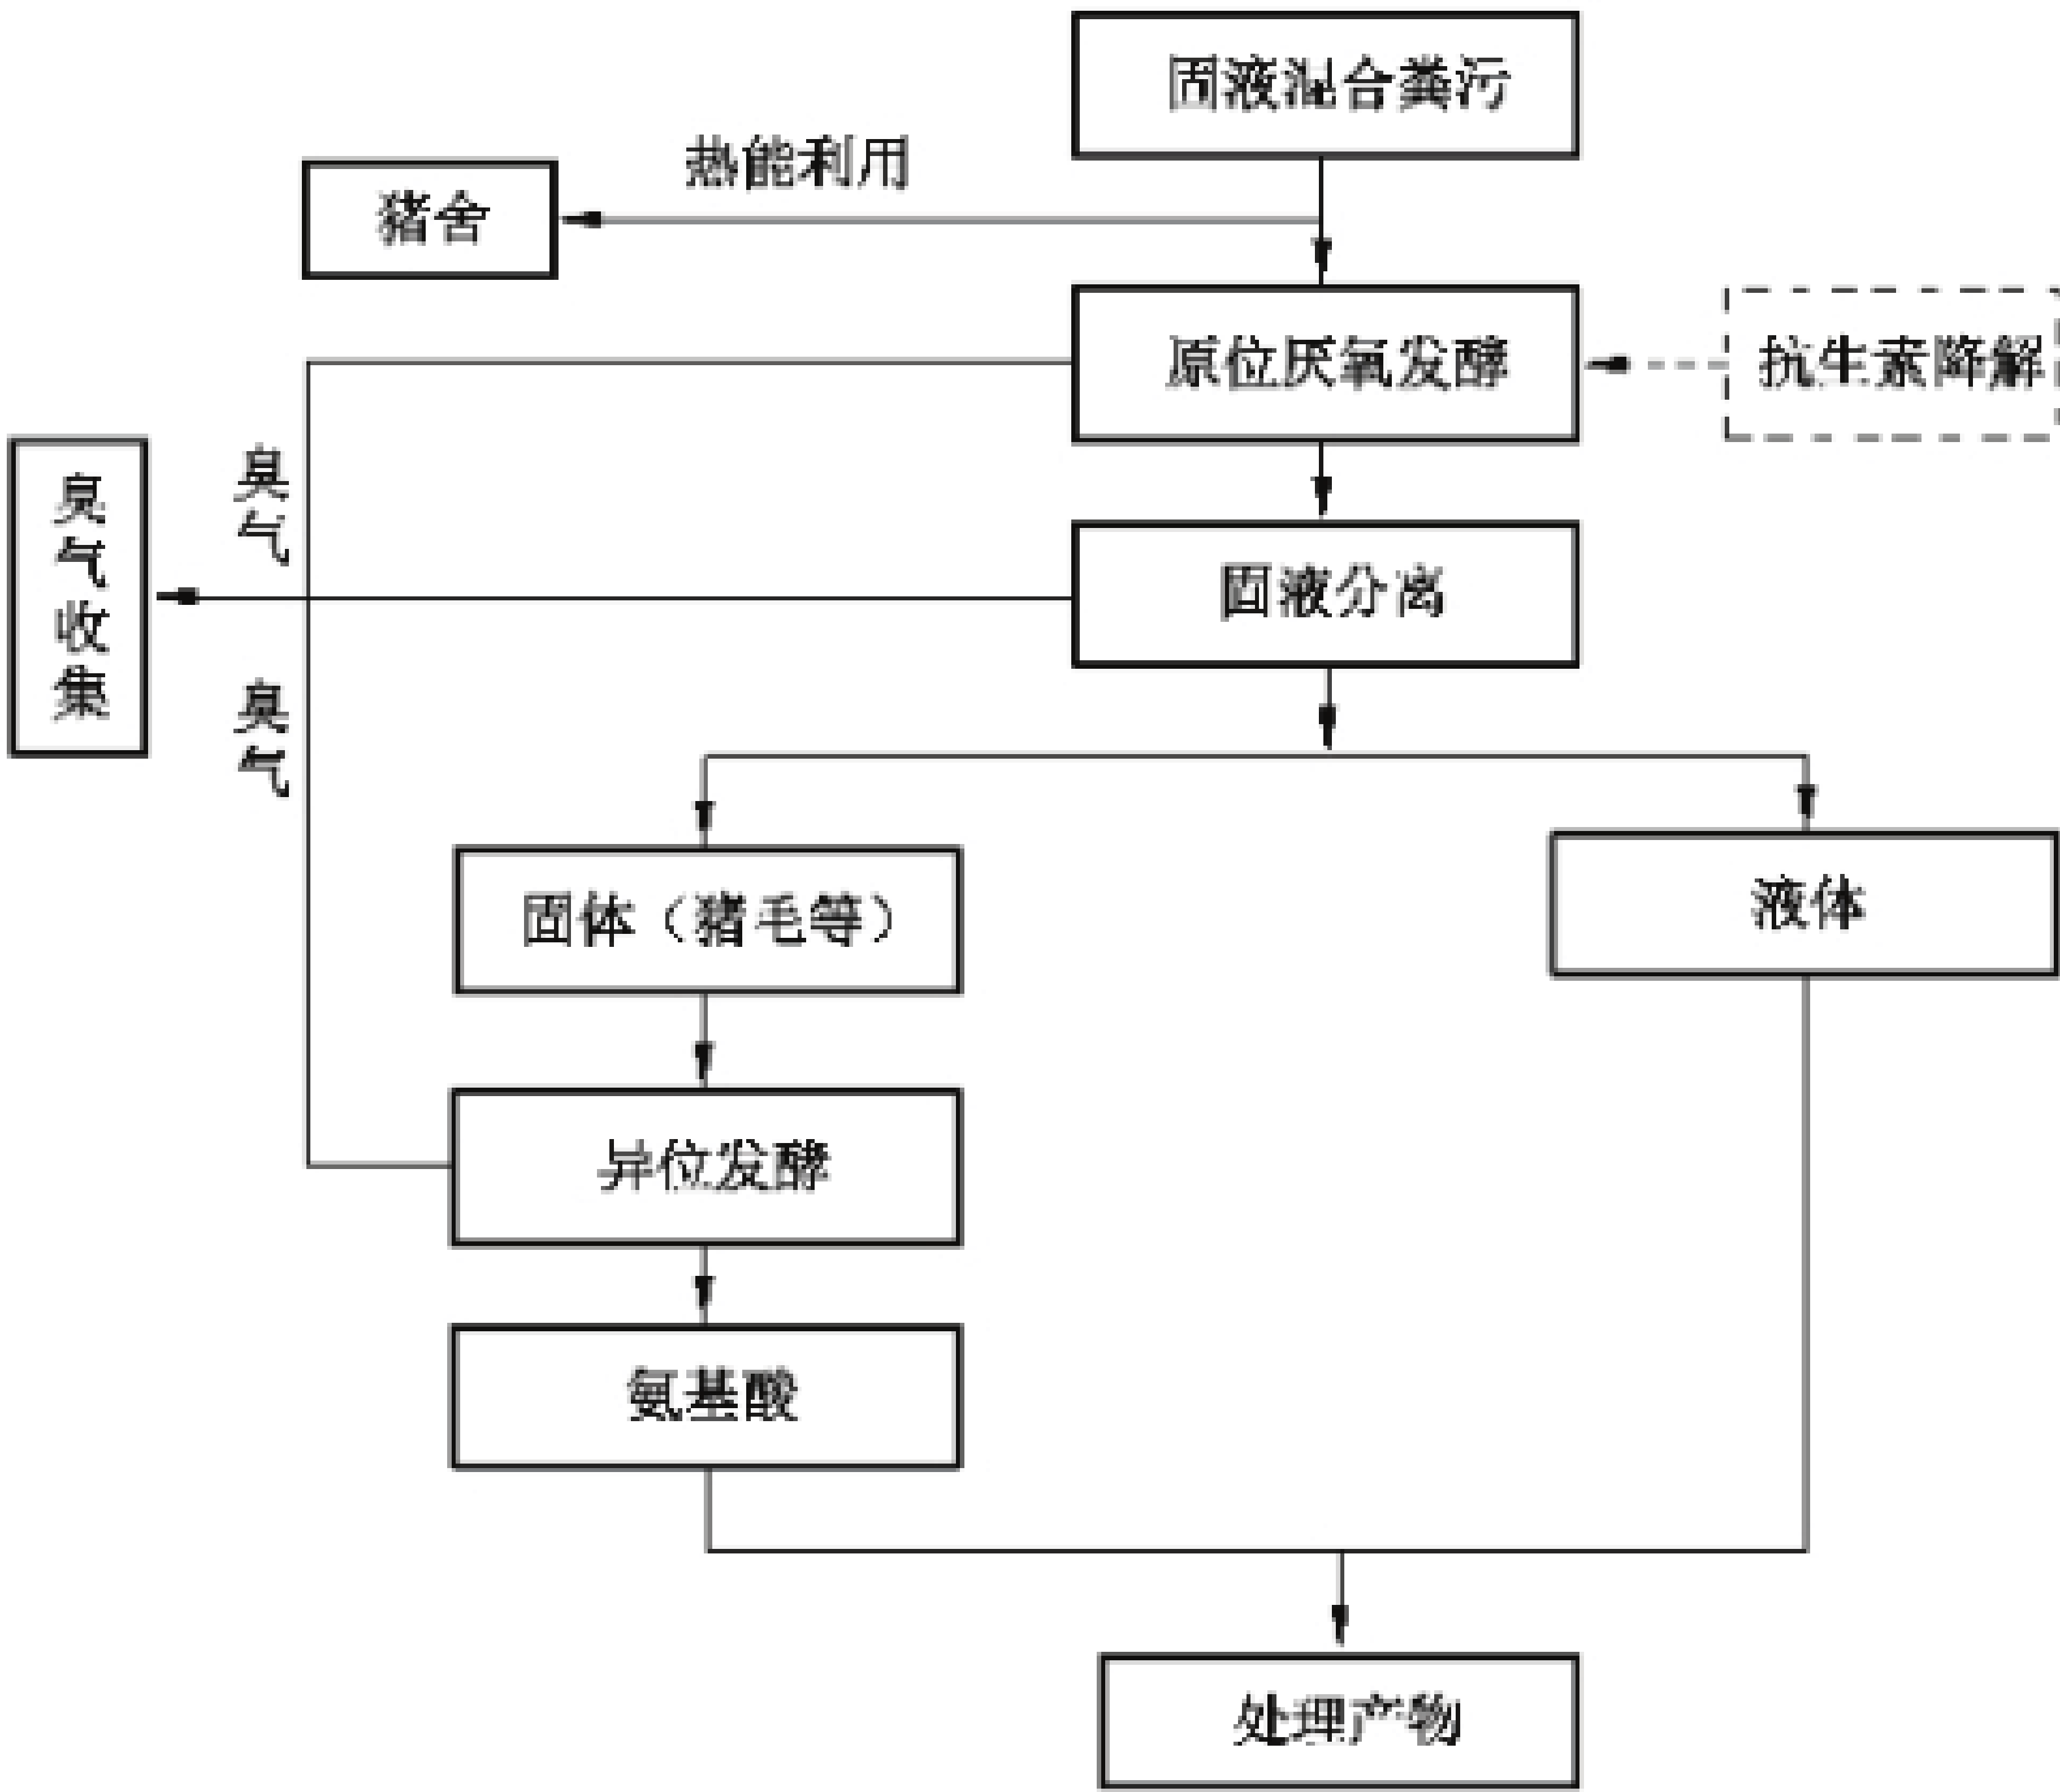 固液混合粪污
热能利用
猪舍
原位厌氧发酵
抗生素降解
臭气
臭气收集
固液分离
臭气
固体（猪毛等）
液体
异位发酵
氨基酸
处理产物